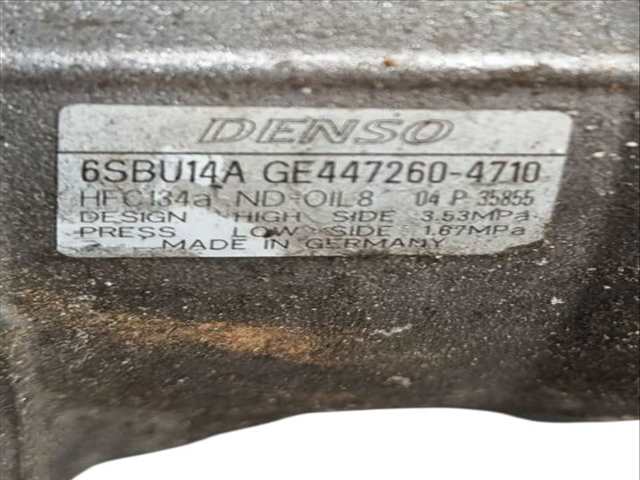 DENSO
6SBU14A GE447260-4710
HFC134a ND-OIL8 04 P 35855
DESIGN HIGH SIDE 3.53MPa
PRESS LOW SIDE 1.67MPa
MADE IN GERMANY